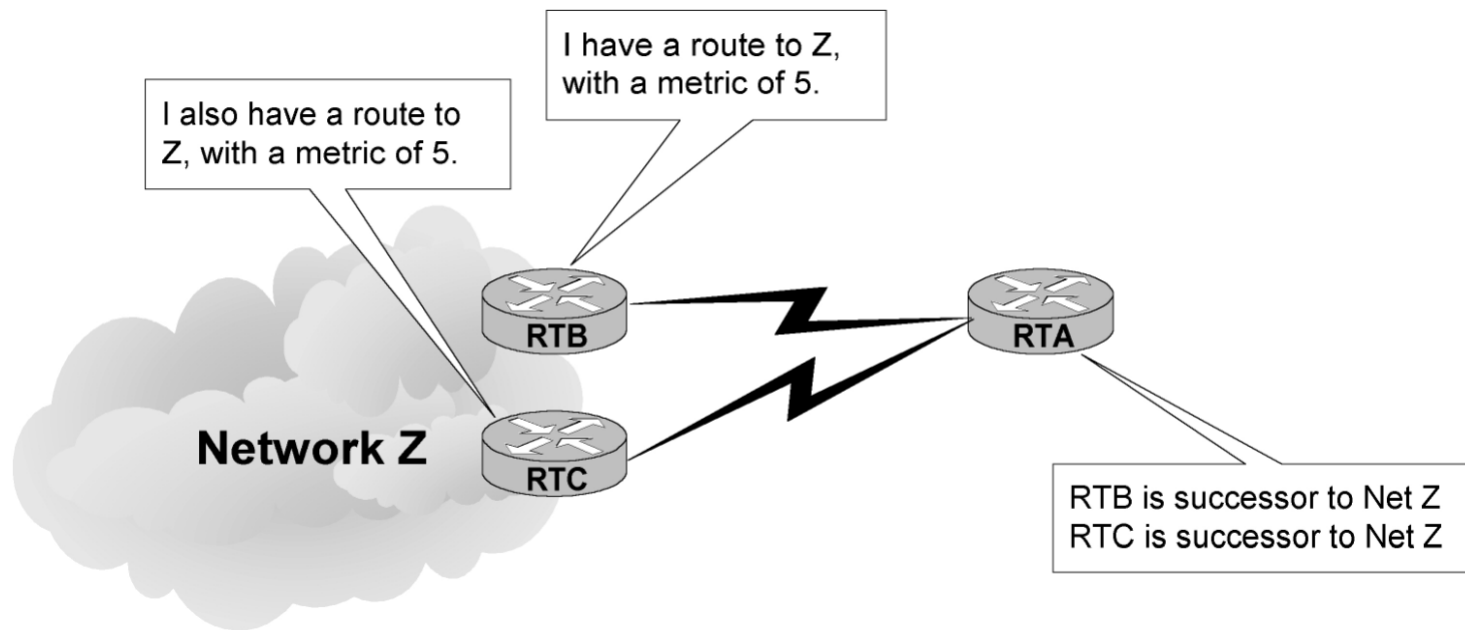 I have a route to Z,
with a metric of 5.
I also have a route to
Z, with a metric of 5.
RTB
RTA
Network Z
RTC
RTB is successor to Net Z
RTC is successor to Net Z